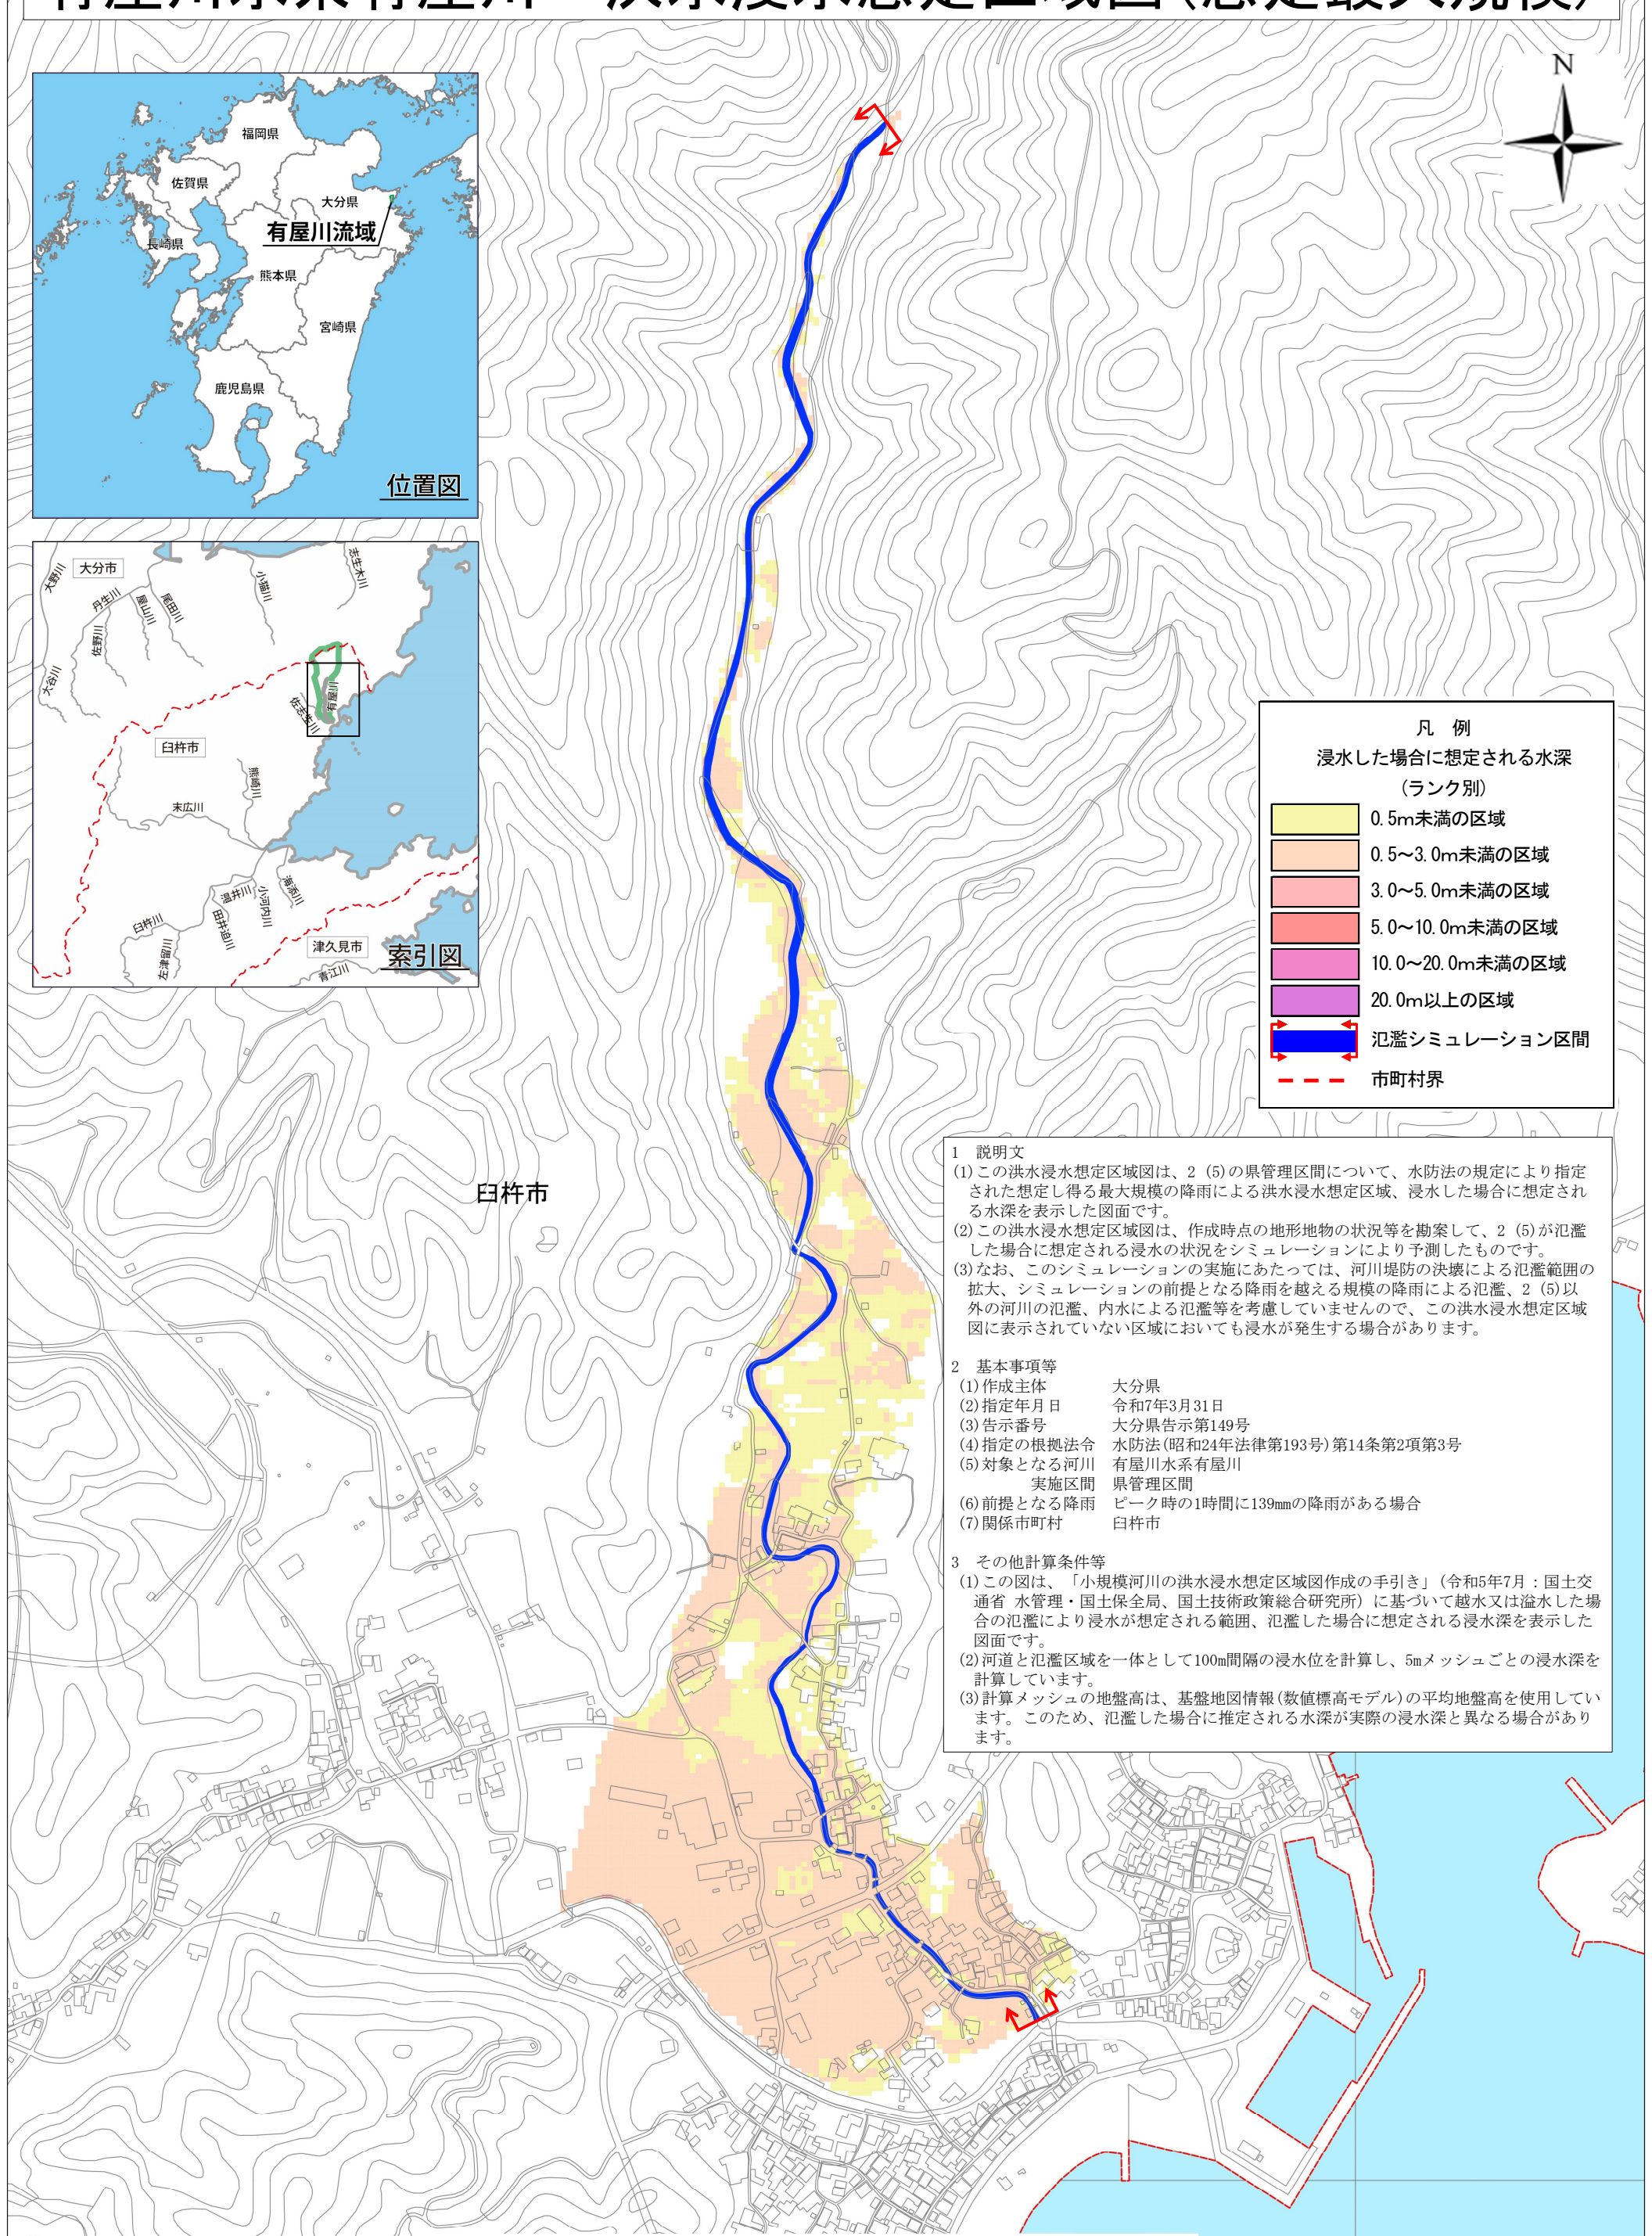 有屋川水系有屋川 洪水浸水想定区域図(想定最大規模)
N
福岡県
佐賀県
大分県
有屋川流域
長崎県
熊本県
宮崎県
鹿児島県
位置図
大分市
大野川
丹生川
屋山川
尾田川
小猫川
志生木川
佐野川
大谷川
有屋川
佐志生川
臼杵市
熊崎川
末広川
温井川
小河内川
海添川
臼杵川
田井迫川
左津留川
津久見市
青江川
索引図
臼杵市
凡 例
浸水した場合に想定される水深
(ランク別)
0.5m未満の区域
0.5～3.0m未満の区域
3.0～5.0m未満の区域
5.0～10.0m未満の区域
10.0～20.0m未満の区域
20.0m以上の区域
氾濫シミュレーション区間
市町村界
1 説明文
(1)この洪水浸水想定区域図は、2 (5)の県管理区間について、水防法の規定により指定
された想定し得る最大規模の降雨による洪水浸水想定区域、浸水した場合に想定され
る水深を表示した図面です。
(2)この洪水浸水想定区域図は、作成時点の地形地物の状況等を勘案して、2 (5)が氾濫
した場合に想定される浸水の状況をシミュレーションにより予測したものです。
(3)なお、このシミュレーションの実施にあたっては、河川堤防の決壊による氾濫範囲の
拡大、シミュレーションの前提となる降雨を越える規模の降雨による氾濫、2 (5)以
外の河川の氾濫、内水による氾濫等を考慮していませんので、この洪水浸水想定区域
図に表示されていない区域においても浸水が発生する場合があります。
2 基本事項等
(1)作成主体 大分県
(2)指定年月日 令和7年3月31日
(3)告示番号 大分県告示第149号
(4)指定の根拠法令 水防法(昭和24年法律第193号)第14条第2項第3号
(5)対象となる河川 有屋川水系有屋川
実施区間 県管理区間
(6)前提となる降雨 ピーク時の1時間に139mmの降雨がある場合
(7)関係市町村 臼杵市
3 その他計算条件等
(1)この図は、「小規模河川の洪水浸水想定区域図作成の手引き」(令和5年7月：国土交
通省 水管理・国土保全局、国土技術政策総合研究所) に基づいて越水又は溢水した場
合の氾濫により浸水が想定される範囲、氾濫した場合に想定される浸水深を表示した
図面です。
(2)河道と氾濫区域を一体として100m間隔の浸水位を計算し、5mメッシュごとの浸水深を
計算しています。
(3)計算メッシュの地盤高は、基盤地図情報(数値標高モデル)の平均地盤高を使用してい
ます。このため、氾濫した場合に推定される水深が実際の浸水深と異なる場合があり
ます。